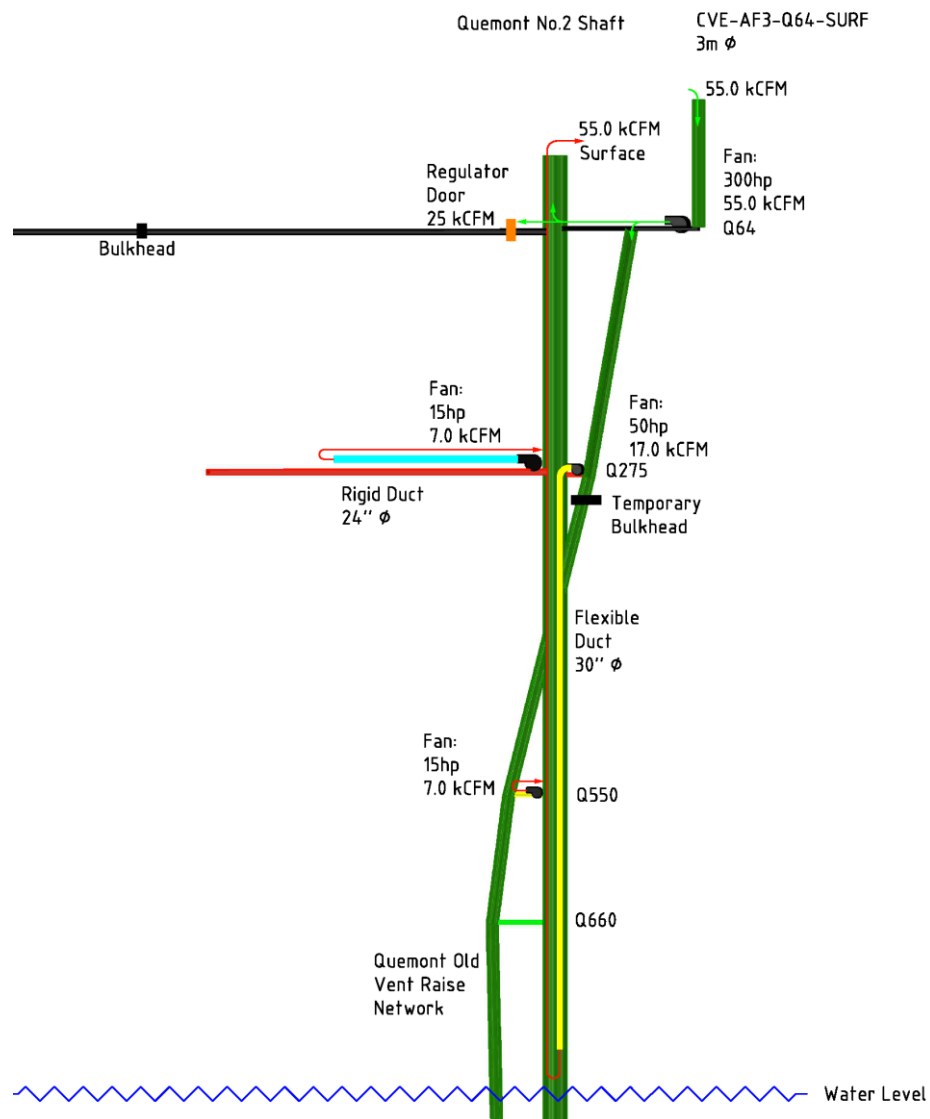 Quemont No.2 Shaft
CVE-AF3-Q64-SURF
3m ϕ
55.0 kCFM
55.0 kCFM
Surface
Fan:
300hp
55.0 kCFM
Q64
Regulator
Door
25 kCFM
Bulkhead
Fan:
15hp
7.0 kCFM
Fan:
50hp
17.0 kCFM
Q275
Rigid Duct
24'' ϕ
Temporary
Bulkhead
Flexible
Duct
30'' ϕ
Fan:
15hp
7.0 kCFM
Q550
Q660
Quemont Old
Vent Raise
Network
Water Level